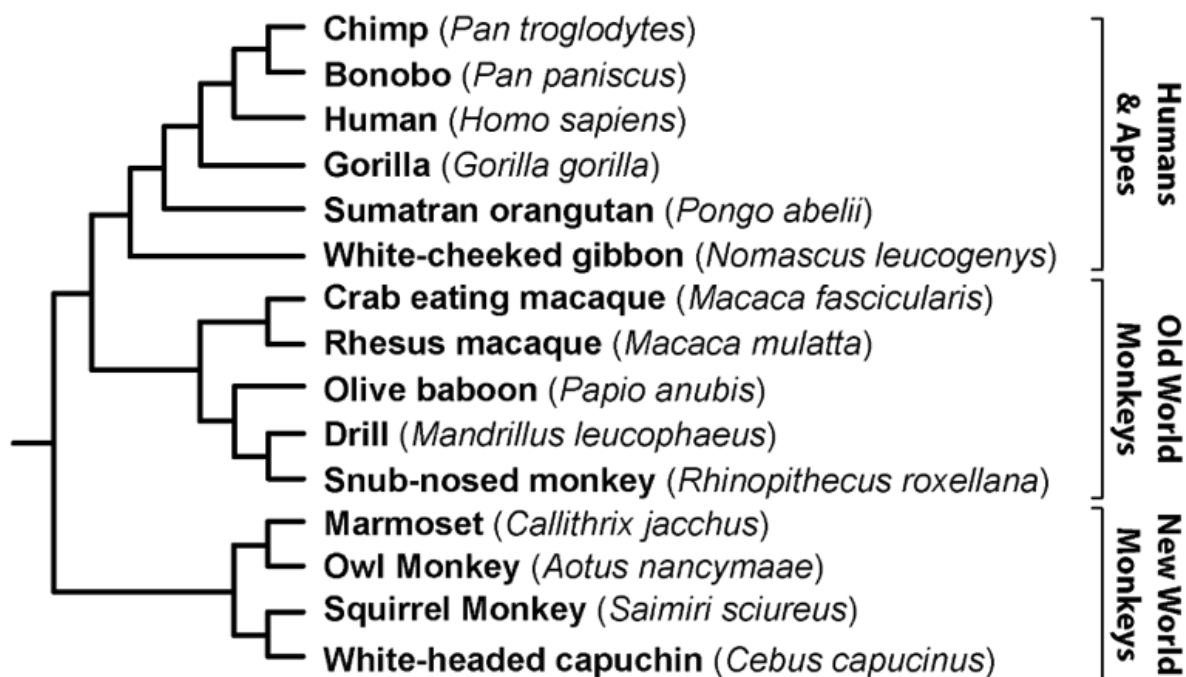 Chimp (Pan troglodytes)
Bonobo (Pan paniscus)
Human (Homo sapiens)
Gorilla (Gorilla gorilla)
Sumatran orangutan (Pongo abelii)
White-cheeked gibbon (Nomascus leucogenys)
Humans
& Apes
Crab eating macaque (Macaca fascicularis)
Rhesus macaque (Macaca mulatta)
Olive baboon (Papio anubis)
Drill (Mandrillus leucophaeus)
Snub-nosed monkey (Rhinopithecus roxellana)
Old World
Monkeys
Marmoset (Callithrix jacchus)
Owl Monkey (Aotus nancymaae)
Squirrel Monkey (Saimiri sciureus)
White-headed capuchin (Cebus capucinus)
New World
Monkeys